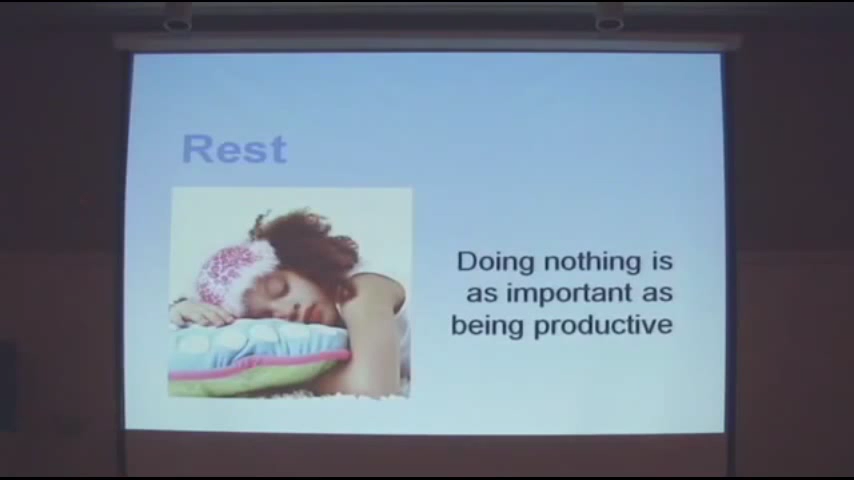 Rest
Doing nothing is
as important as
being productive